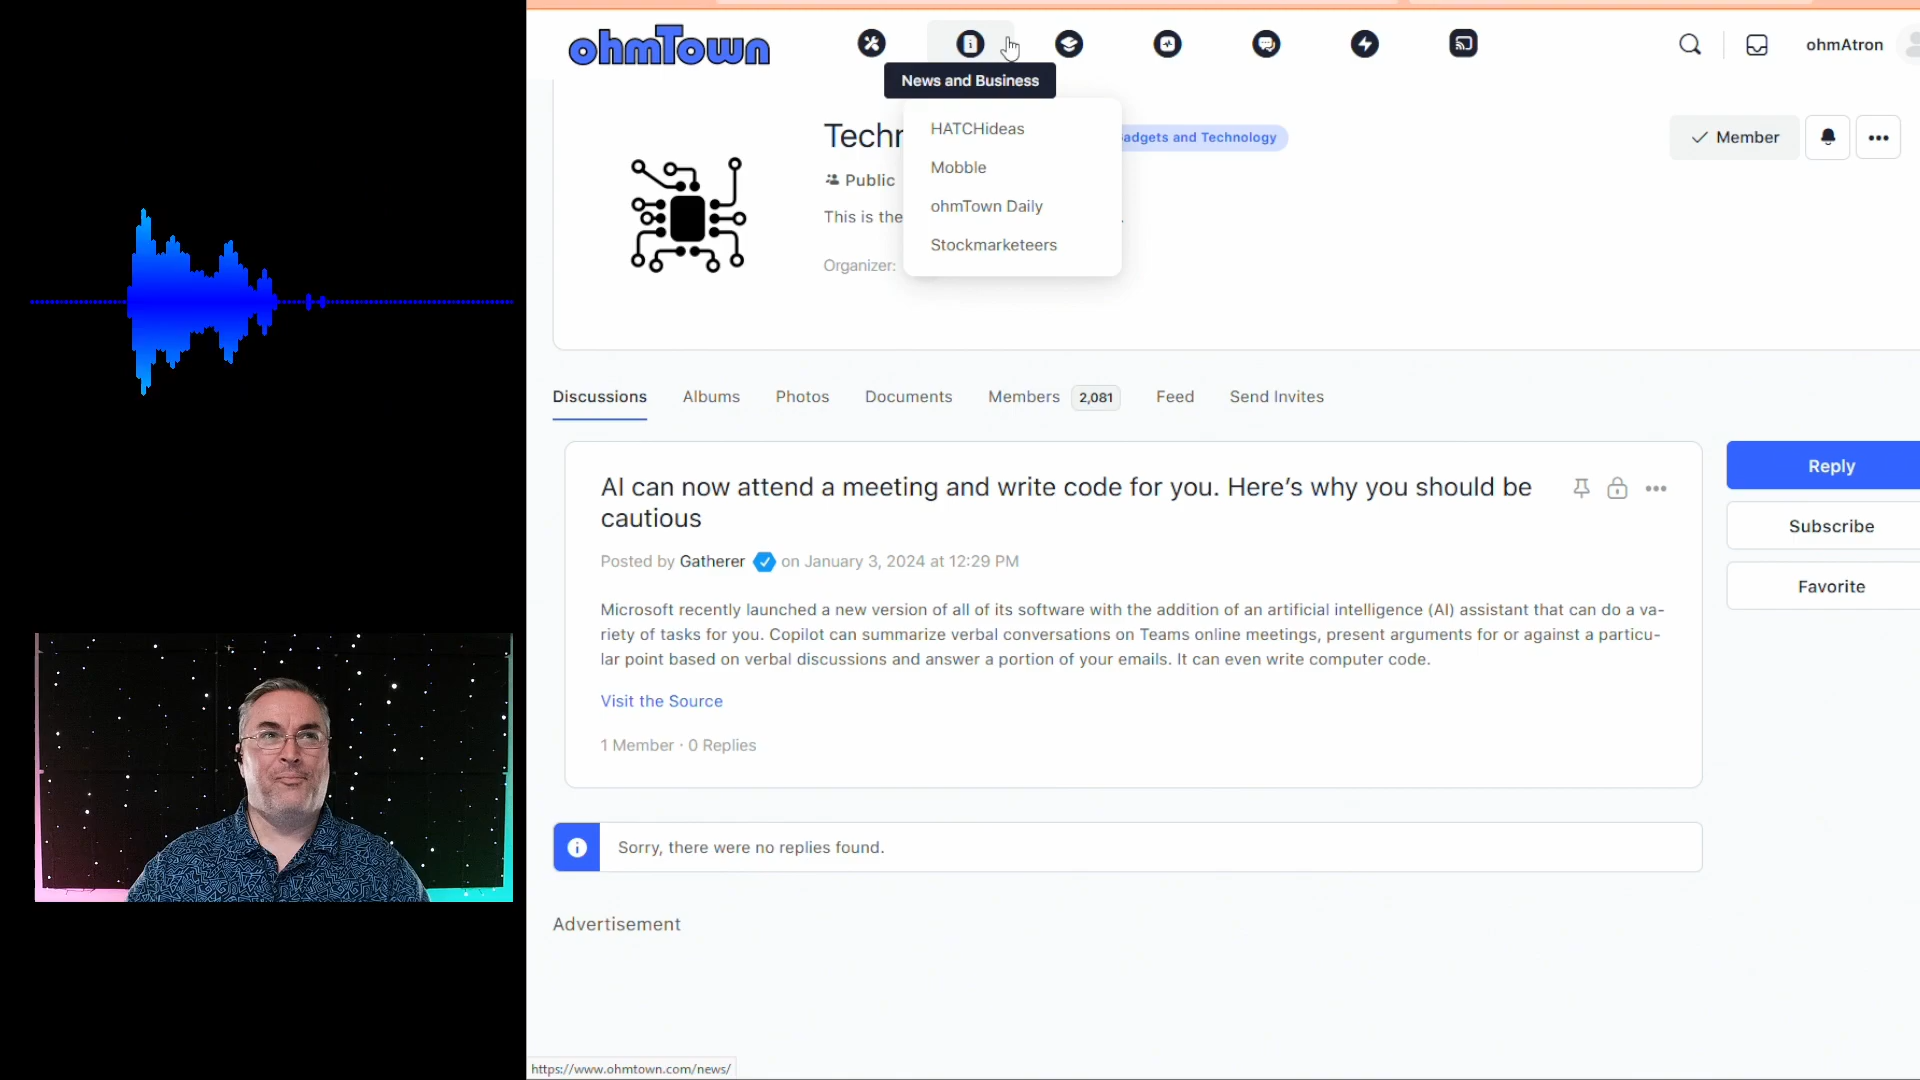 ohmTown
ohmAtron
News and Business
HATCHideas
Mobble
ohmTown Daily
Stockmarketeers
Techn
adgets and Technology
Member
Public
This is the
.
Organizer:
Discussions
Albums
Photos
Documents
Members 2,081
Feed
Send Invites
AI can now attend a meeting and write code for you. Here’s why you should be
cautious
Posted by Gatherer on January 3, 2024 at 12:29 PM
Microsoft recently launched a new version of all of its software with the addition of an artificial intelligence (AI) assistant that can do a va-
riety of tasks for you. Copilot can summarize verbal conversations on Teams online meetings, present arguments for or against a particu-
lar point based on verbal discussions and answer a portion of your emails. It can even write computer code.
Visit the Source
1 Member · 0 Replies
Reply
Subscribe
Favorite
Sorry, there were no replies found.
Advertisement
https://www.ohmtown.com/news/